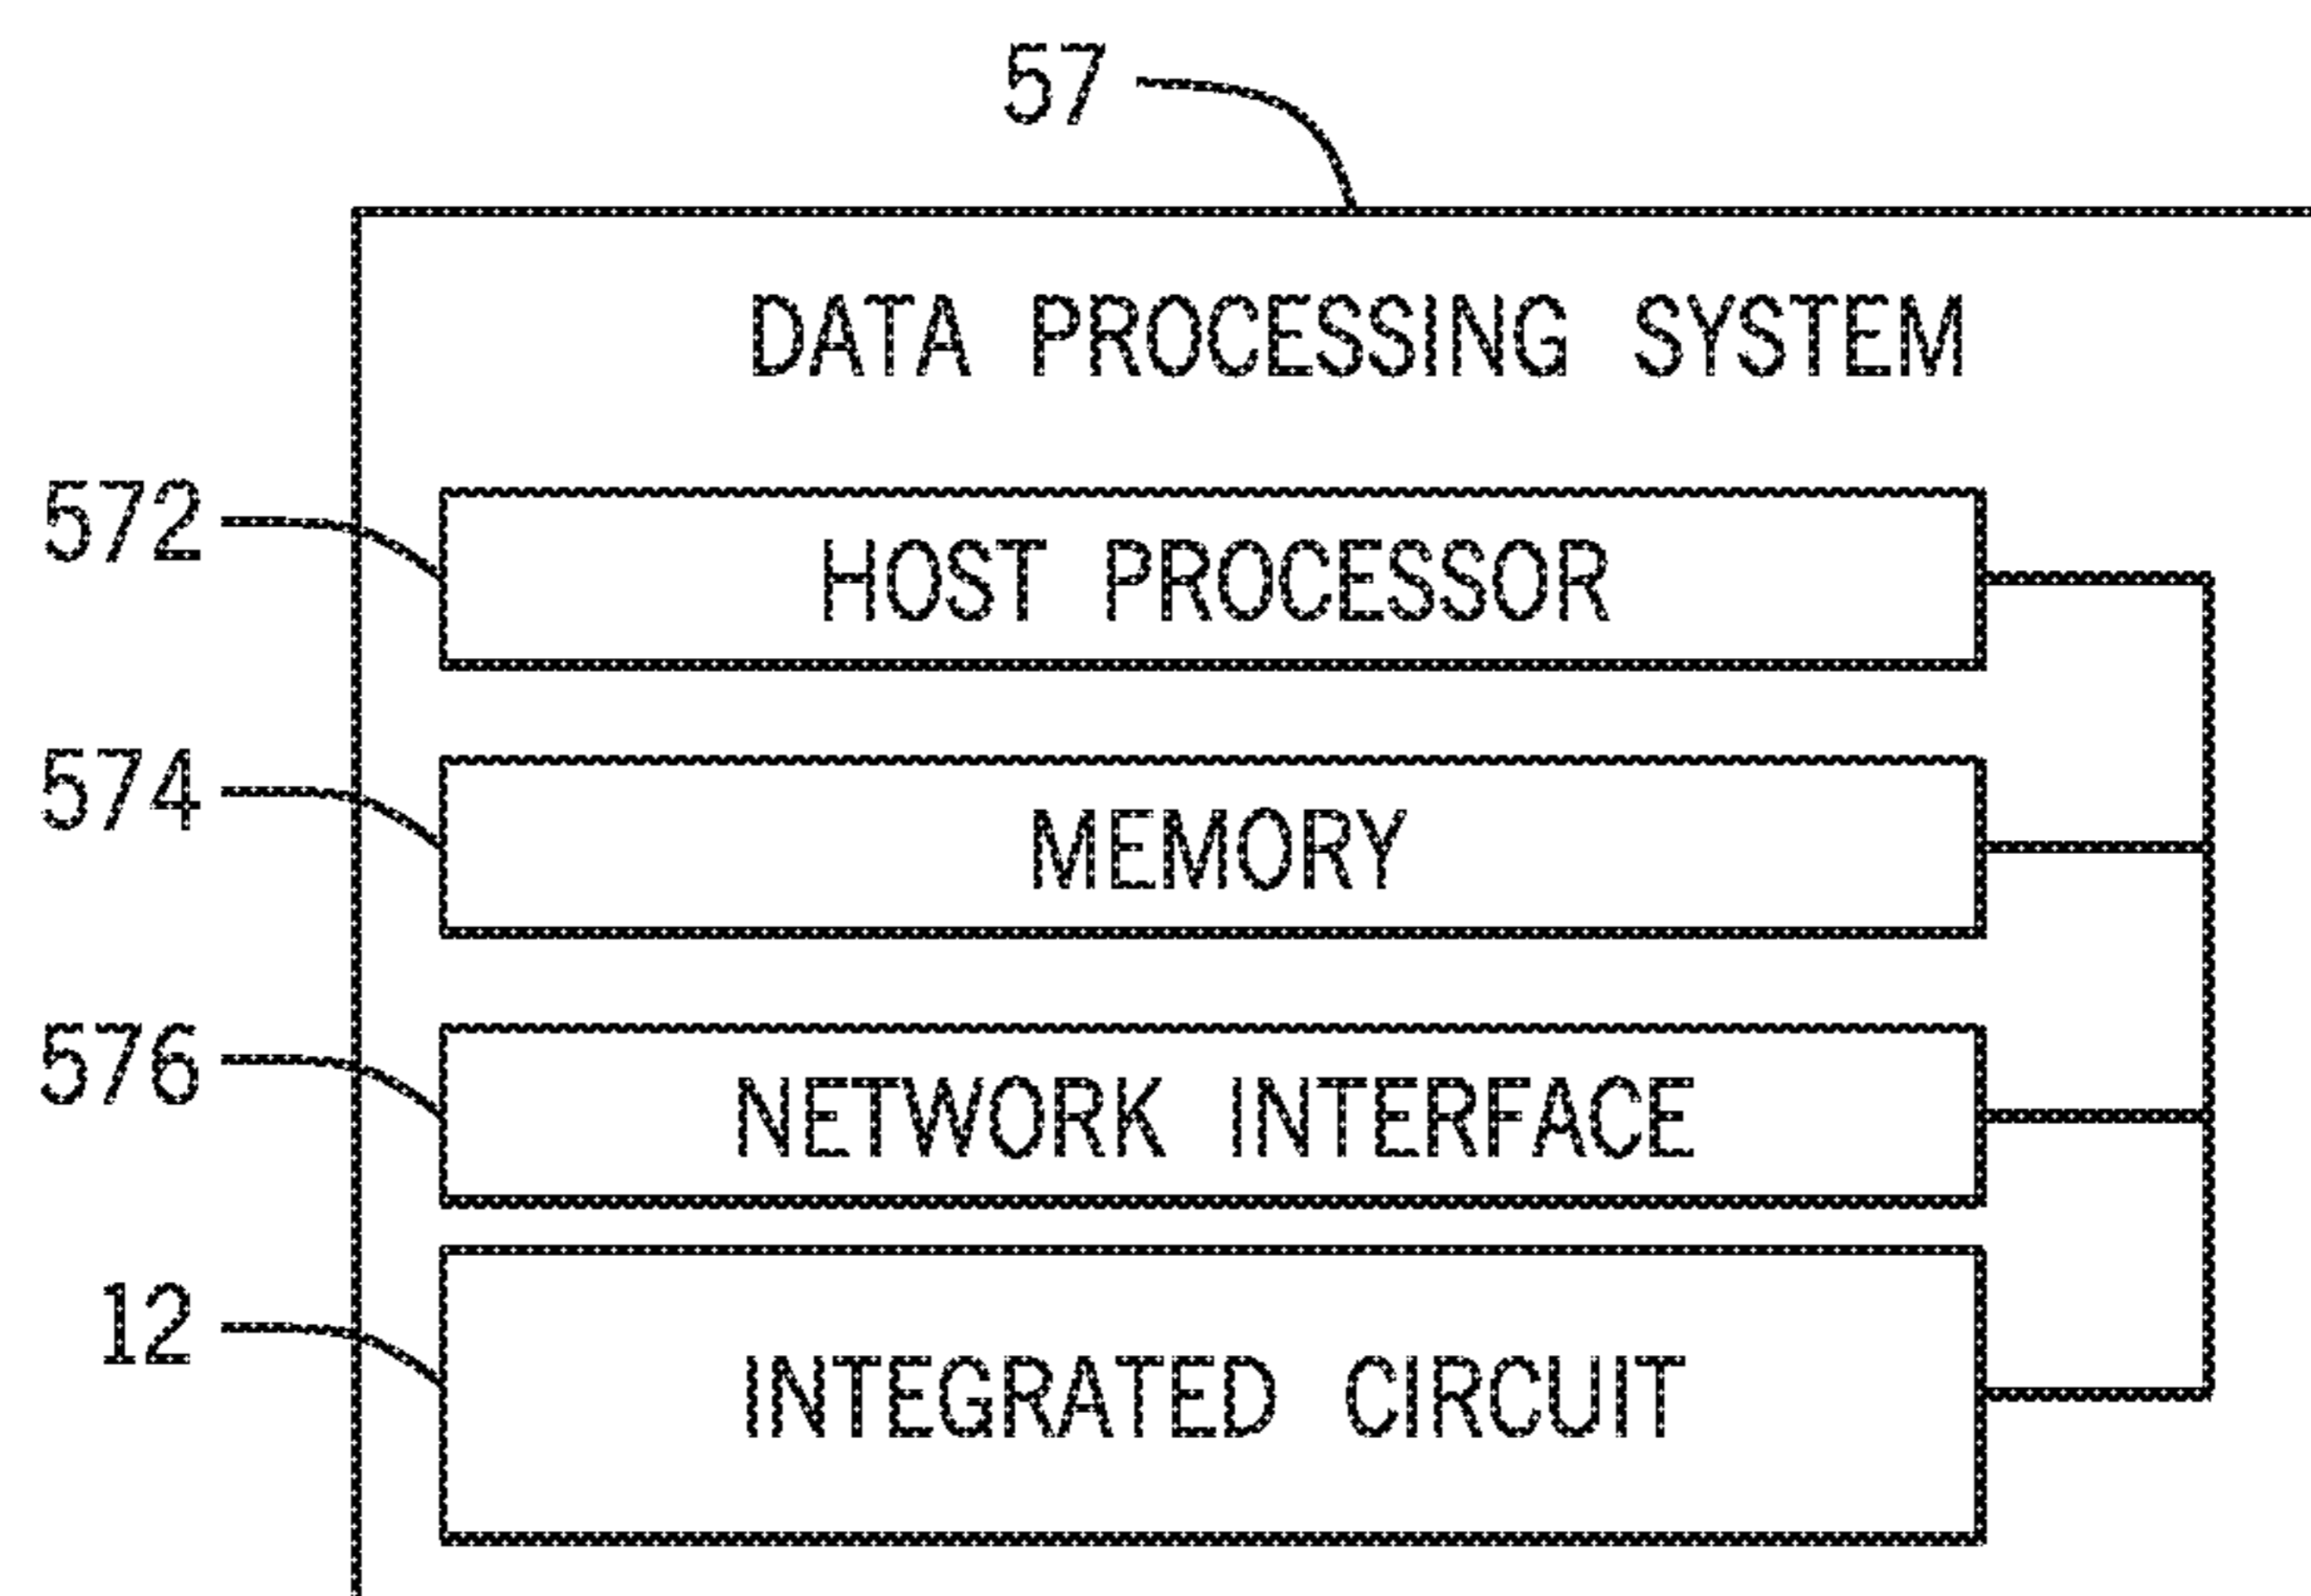 57
DATA PROCESSING SYSTEM
572
HOST PROCESSOR
574
MEMORY
576
NETWORK INTERFACE
12
INTEGRATED CIRCUIT